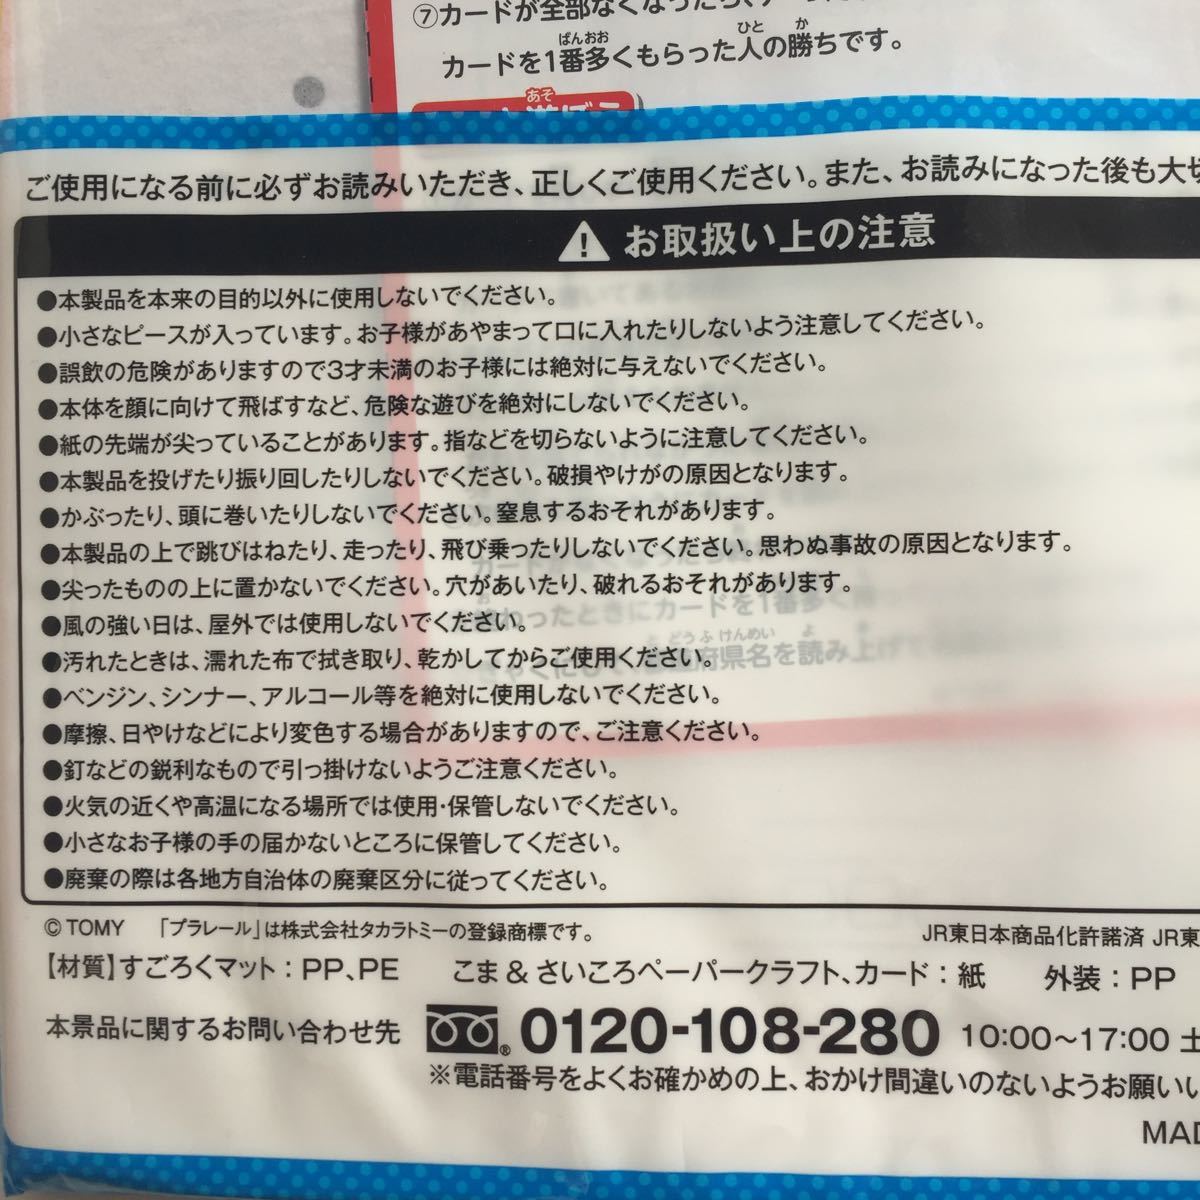 ⑦カードが全部なくなったら、
ばんおお ひと か
カードを1番多くもらった人の勝ちです。
あそ
ご使用になる前に必ずお読みいただき、正しくご使用ください。また、お読みになった後も大切
お取扱い上の注意
●本製品を本来の目的以外に使用しないでください。
●小さなピースが入っています。お子様があやまって口に入れたりしないよう注意してください。
●誤飲の危険がありますので3才未満のお子様には絶対に与えないでください。
●本体を顔に向けて飛ばすなど、危険な遊びを絶対にしないでください。
●紙の先端が尖っていることがあります。指などを切らないように注意してください。
●本製品を投げたり振り回したりしないでください。破損やけがの原因となります。
●かぶったり、頭に巻いたりしないでください。窒息するおそれがあります。
●本製品の上で跳びはねたり、走ったり、飛び乗ったりしないでください。思わぬ事故の原因となります。
●尖ったものの上に置かないでください。穴があいたり、破れるおそれがあります。
●風の強い日は、屋外では使用しないでください。
●汚れたときは、濡れた布で拭き取り、乾かしてからご使用ください。
●ベンジン、シンナー、アルコール等を絶対に使用しないでください。
●摩擦、日やけなどにより変色する場合がありますので、ご注意ください。
●釘などの鋭利なもので引っ掛けないようご注意ください。
●火気の近くや高温になる場所では使用・保管しないでください。
●小さなお子様の手の届かないところに保管してください。
●廃棄の際は各地方自治体の廃棄区分に従ってください。
© TOMY 「プラレール」は株式会社タカラトミーの登録商標です。 JR東日本商品化許諾済 JR東
【材質】すごろくマット：PP、PE こま & さいころペーパークラフト、カード：紙 外装：PP
本景品に関するお問い合わせ先 ® 0120-108-280 10:00〜17:00 土
※電話番号をよくお確かめの上、おかけ間違いのないようお願いい
MAD